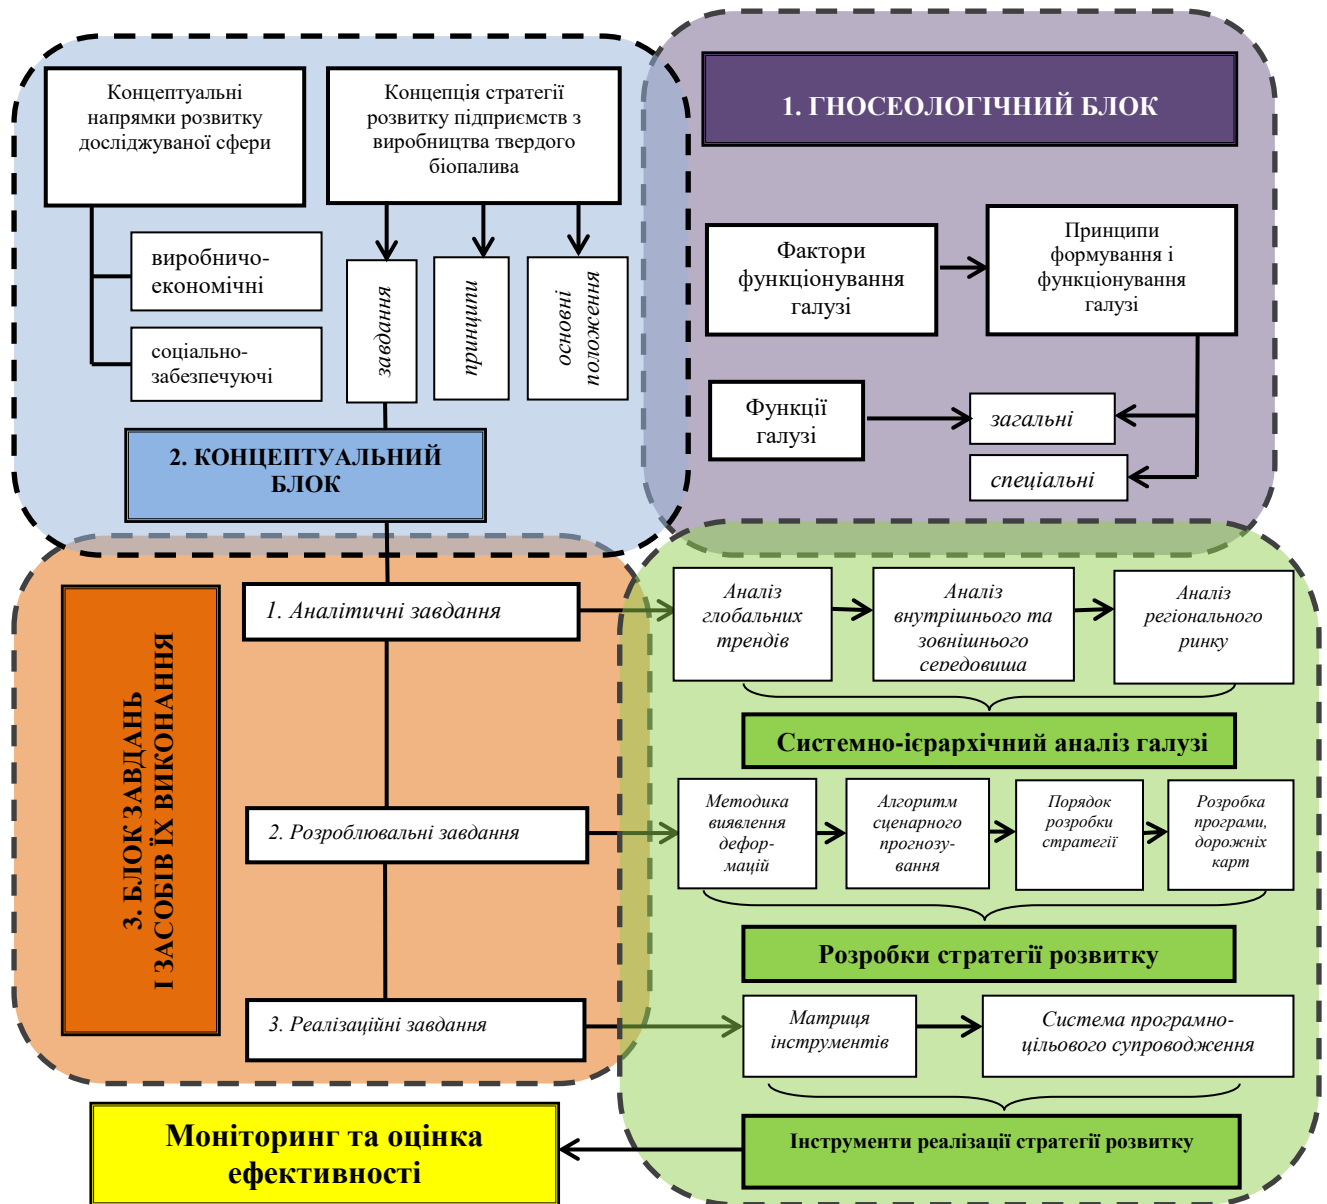 1. ГНОСЕОЛОГІЧНИЙ БЛОК
Фактори
функціонування
галузі
Принципи
формування і
функціонування
галузі
Функції
галузі
загальні
спеціальні
Концептуальні
напрямки розвитку
досліджуваної сфери
виробничо-
економічні
соціально-
забезпечуючі
Концепція стратегії
розвитку підприємств з
виробництва твердого
біопалива
завдання
принципи
основні
положення
2. КОНЦЕПТУАЛЬНИЙ
БЛОК
3. БЛОК ЗАВДАНЬ
І ЗАСОБІВ ЇХ ВИКОНАННЯ
1. Аналітичні завдання
Аналіз
глобальних
трендів
Аналіз
внутрішнього та
зовнішнього
середовища
Аналіз
регіонального
ринку
Системно-ієрархічний аналіз галузі
2. Розроблювальні завдання
Методика
виявлення
дефор-
мацій
Алгоритм
сценарного
прогнозу-
вання
Порядок
розробки
стратегії
Розробка
програми,
дорожніх
карт
Розробки стратегії розвитку
3. Реалізаційні завдання
Матриця
інструментів
Система програмно-
цільового супроводження
Інструменти реалізації стратегії розвитку
Моніторинг та оцінка
ефективності